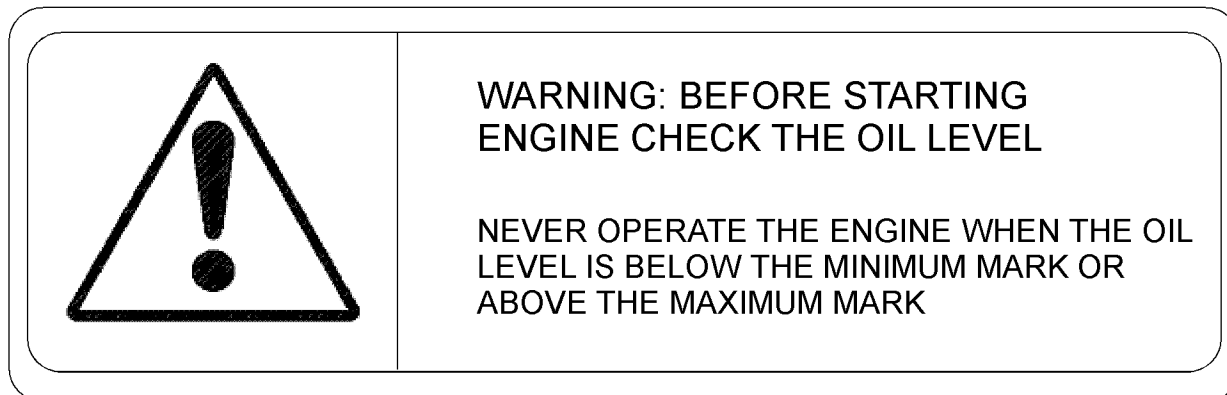 WARNING: BEFORE STARTING
ENGINE CHECK THE OIL LEVEL
NEVER OPERATE THE ENGINE WHEN THE OIL
LEVEL IS BELOW THE MINIMUM MARK OR
ABOVE THE MAXIMUM MARK